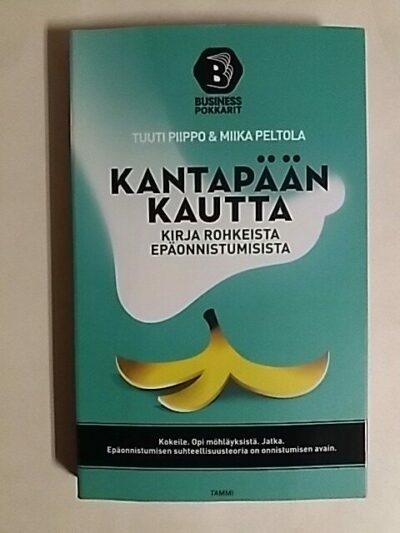 B
BUSINESS
POKKARIT
TUUTI PIIPPO & MIIKA PELTOLA
KANTAPÄÄN
KAUTTA
KIRJA ROHKEISTA
EPÄONNISTUMISISTA
Kokeile. Opi möhläyksistä. Jatka.
Epäonnistumisen suhteellisuusteoria on onnistumisen avain.
TAMMI